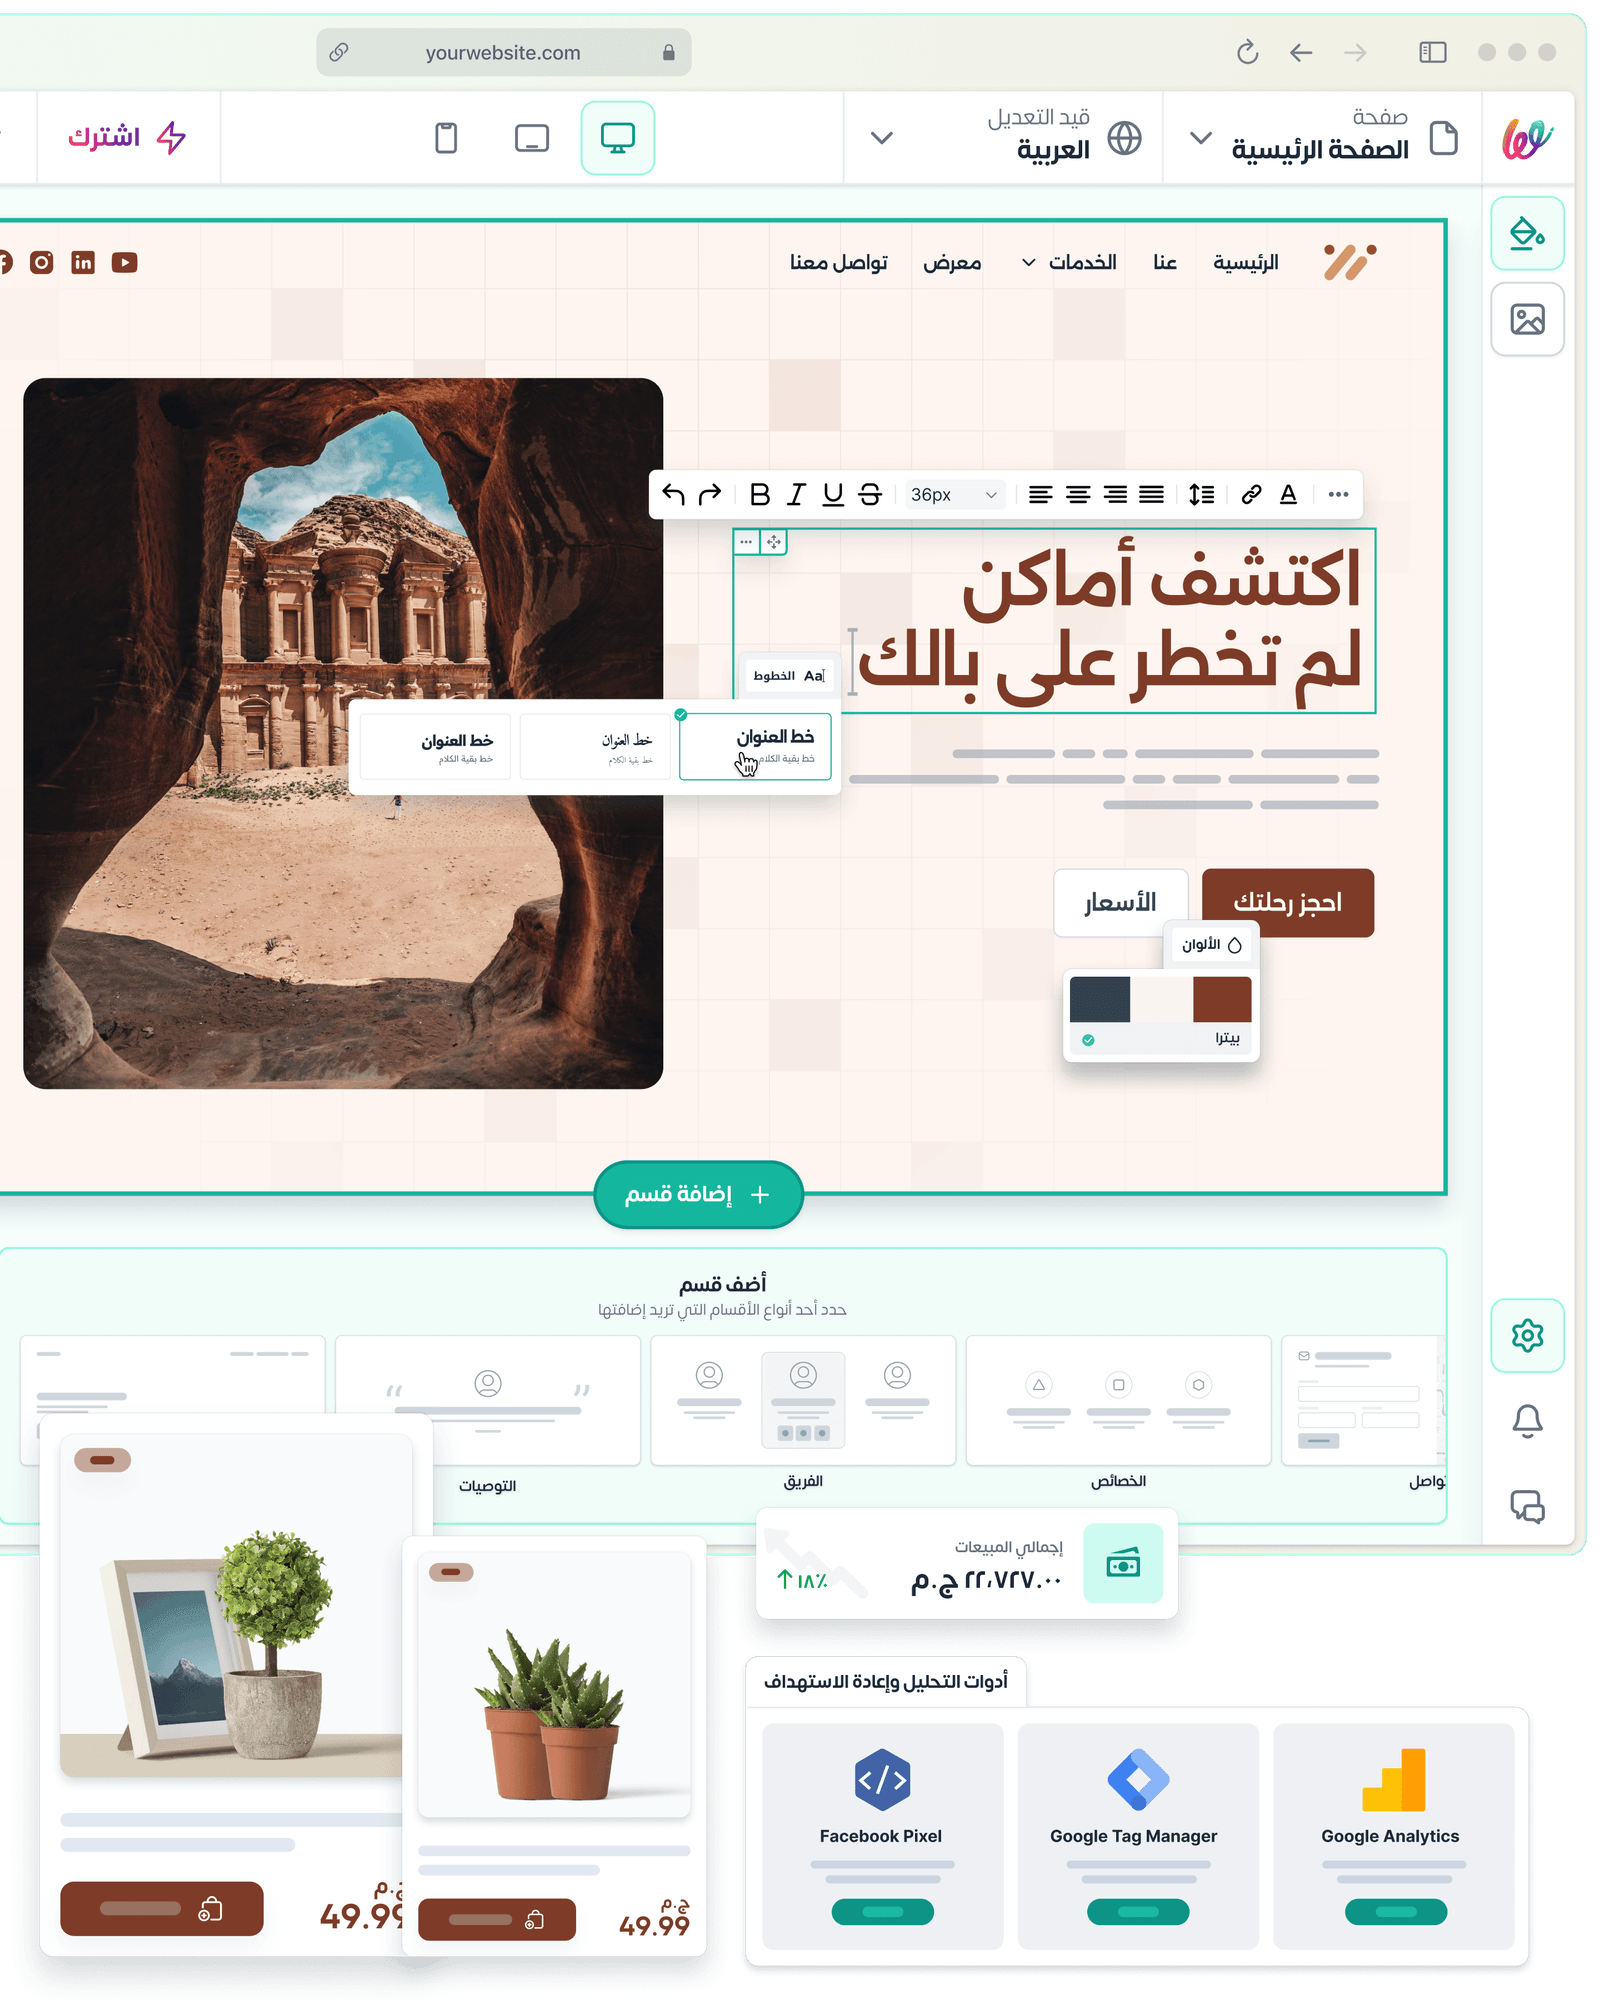 yourwebsite.com
صفحة
الصفحة الرئيسية
قيد التعديل
العربية
اشترك
الرئيسية
عنا
الخدمات
معرض
تواصل معنا
36px
اكتشف أماكن
لم تخطر على بالك
Aa الخطوط
خط العنوان
خط بقية الكلام
خط العنوان
خط بقية الكلام
خط العنوان
خط بقية الكلام
احجز رحلتك
الأسعار
الألوان
بيترا
إضافة قسم
أضف قسم
حدد أحد أنواع الأقسام التي تريد إضافتها
الخصائص
الفريق
التوصيات
إجمالي المبيعات
٢٢،٧٢٧.٠٠ ج.م
١٨٪
ج.م
49.99
ج.م
49.99
أدوات التحليل وإعادة الاستهداف
Google Analytics
Google Tag Manager
Facebook Pixel